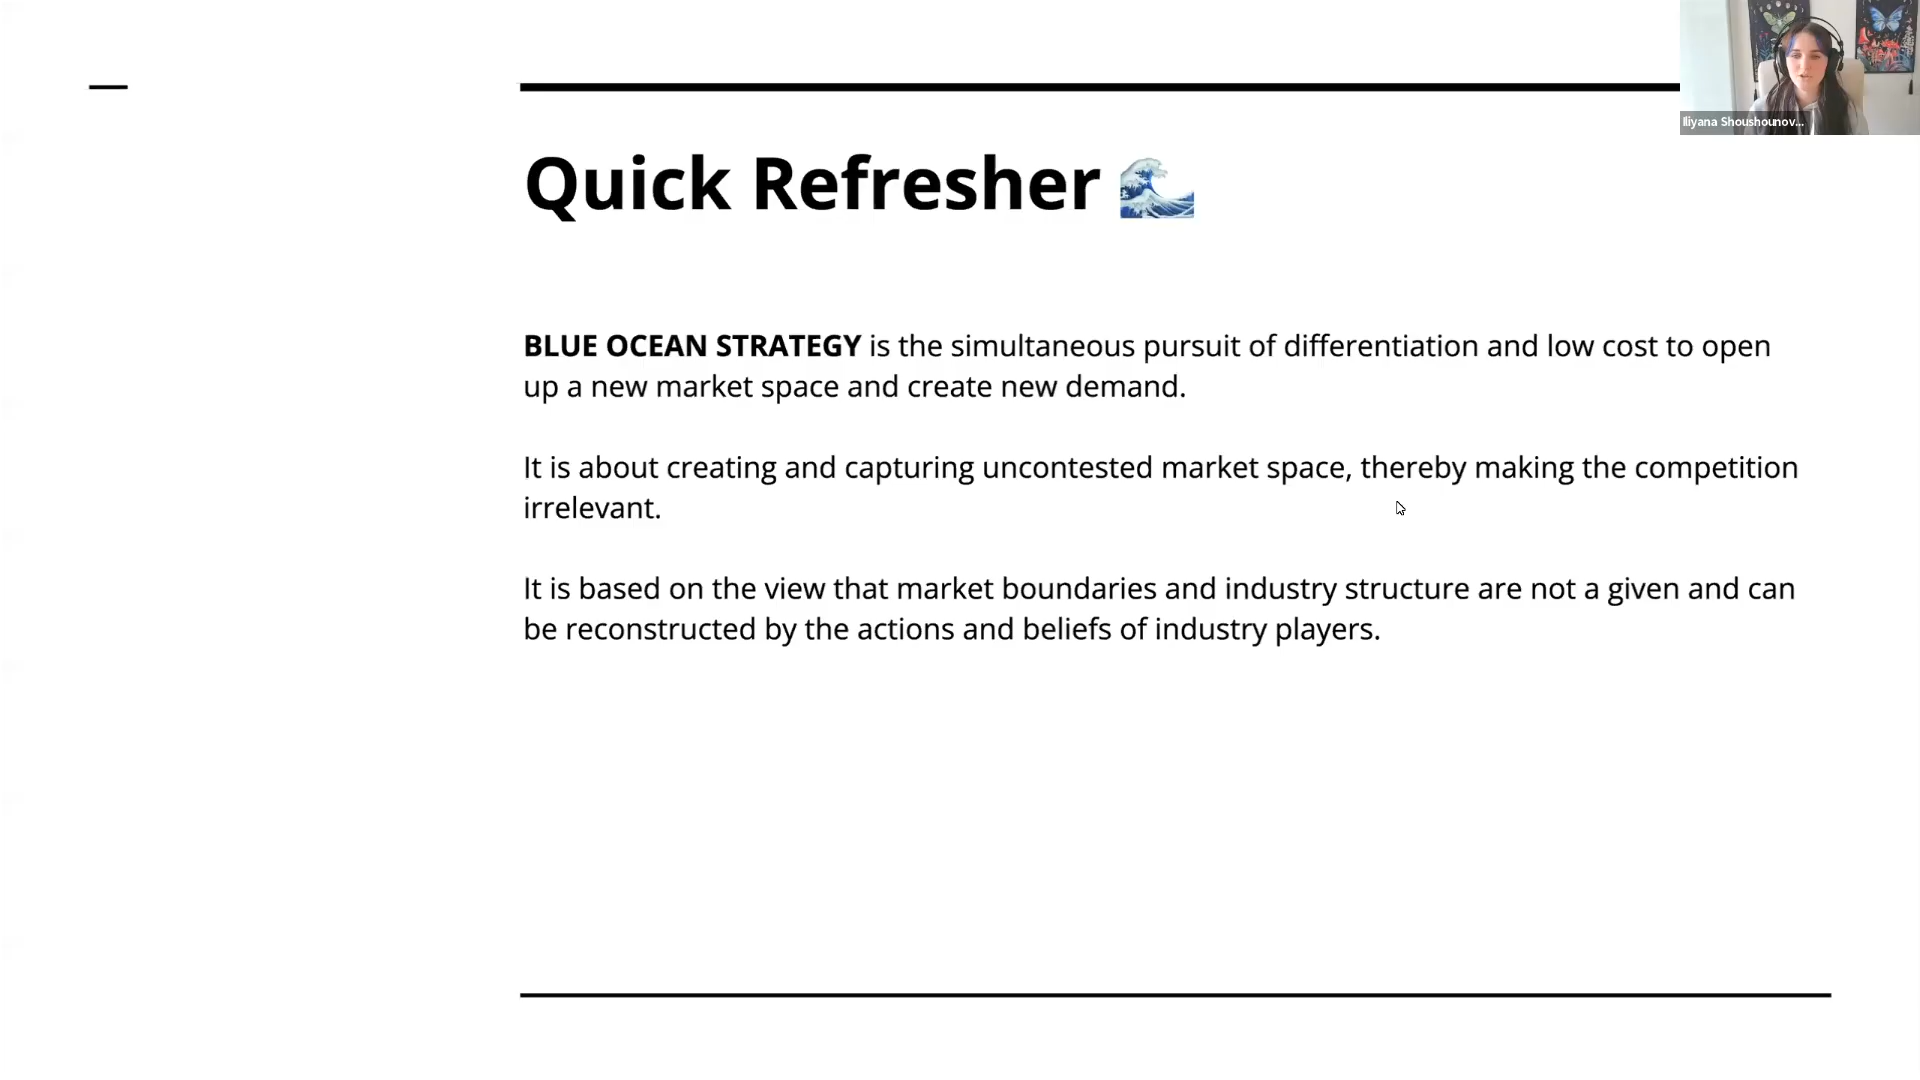 Iliyana Shoushounov...
Quick Refresher
BLUE OCEAN STRATEGY is the simultaneous pursuit of differentiation and low cost to open
up a new market space and create new demand.
It is about creating and capturing uncontested market space, thereby making the competition
irrelevant.
It is based on the view that market boundaries and industry structure are not a given and can
be reconstructed by the actions and beliefs of industry players.